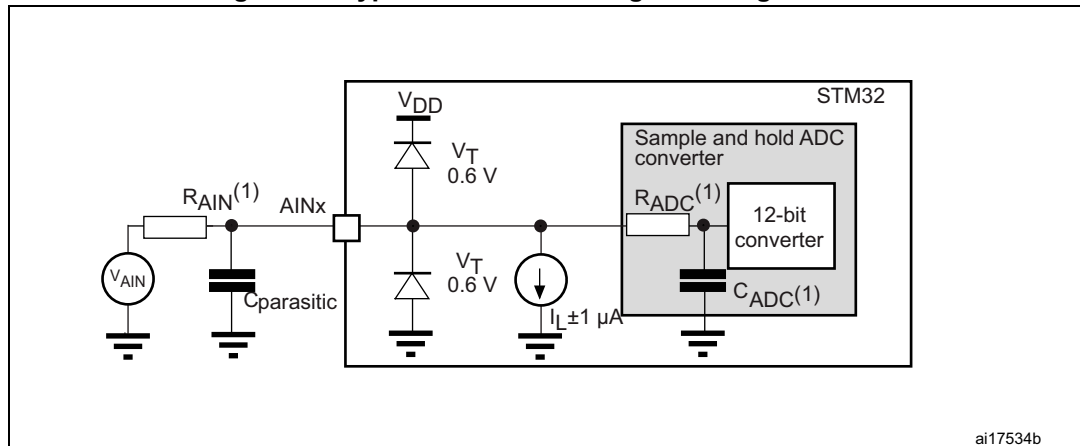 STM32
VDD
Sample and hold ADC
converter
VT
0.6 V
RAIN(1)
AINx
RADC(1)
12-bit
converter
VAIN
Cparasitic
VT
0.6 V
IL±1 µA
CADC(1)
ai17534b